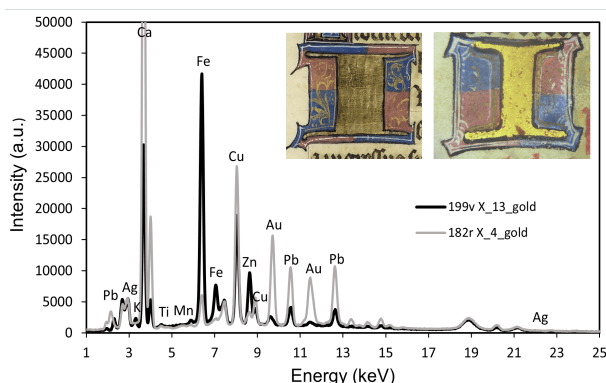 50000
45000
40000
35000
30000
25000
20000
15000
10000
5000
0
Intensity (a.u.)
Ca
Fe
Cu
Au
Pb
Au
Pb
Zn
Cu
Fe
Pb
Ag
K
Ti
Mn
Ag
199v X_13_gold
182r X_4_gold
1 3 5 7 9 11 13 15 17 19 21 23 25
Energy (keV)